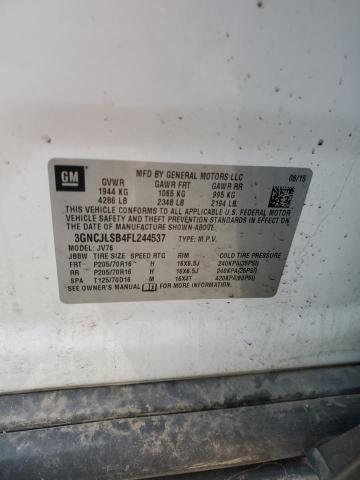 GM
MFD BY GENERAL MOTORS LLC 06/15
GVWR GAWR FRT GAWR RR
1944 KG 1065 KG 995 KG
4286 LB 2348 LB 2194 LB
THIS VEHICLE CONFORMS TO ALL APPLICABLE U.S. FEDERAL MOTOR
VEHICLE SAFETY AND THEFT PREVENTION STANDARDS IN EFFECT ON
THE DATE OF MANUFACTURE SHOWN ABOVE.
3GNCJLSB4FL244537 TYPE: M.P.V.
MODEL: JV76
JBBW TIRE SIZE SPEED RTG RIM COLD TIRE PRESSURE
FRT P205/70R16 H 16X6.5J 240KPA(35PSI)
RR P205/70R16 H 16X6.5J 240KPA(35PSI)
SPA T125/70D16 M 16X4T 420KPA(60PSI)
SEE OWNER'S MANUAL FOR MORE INFORMATION.